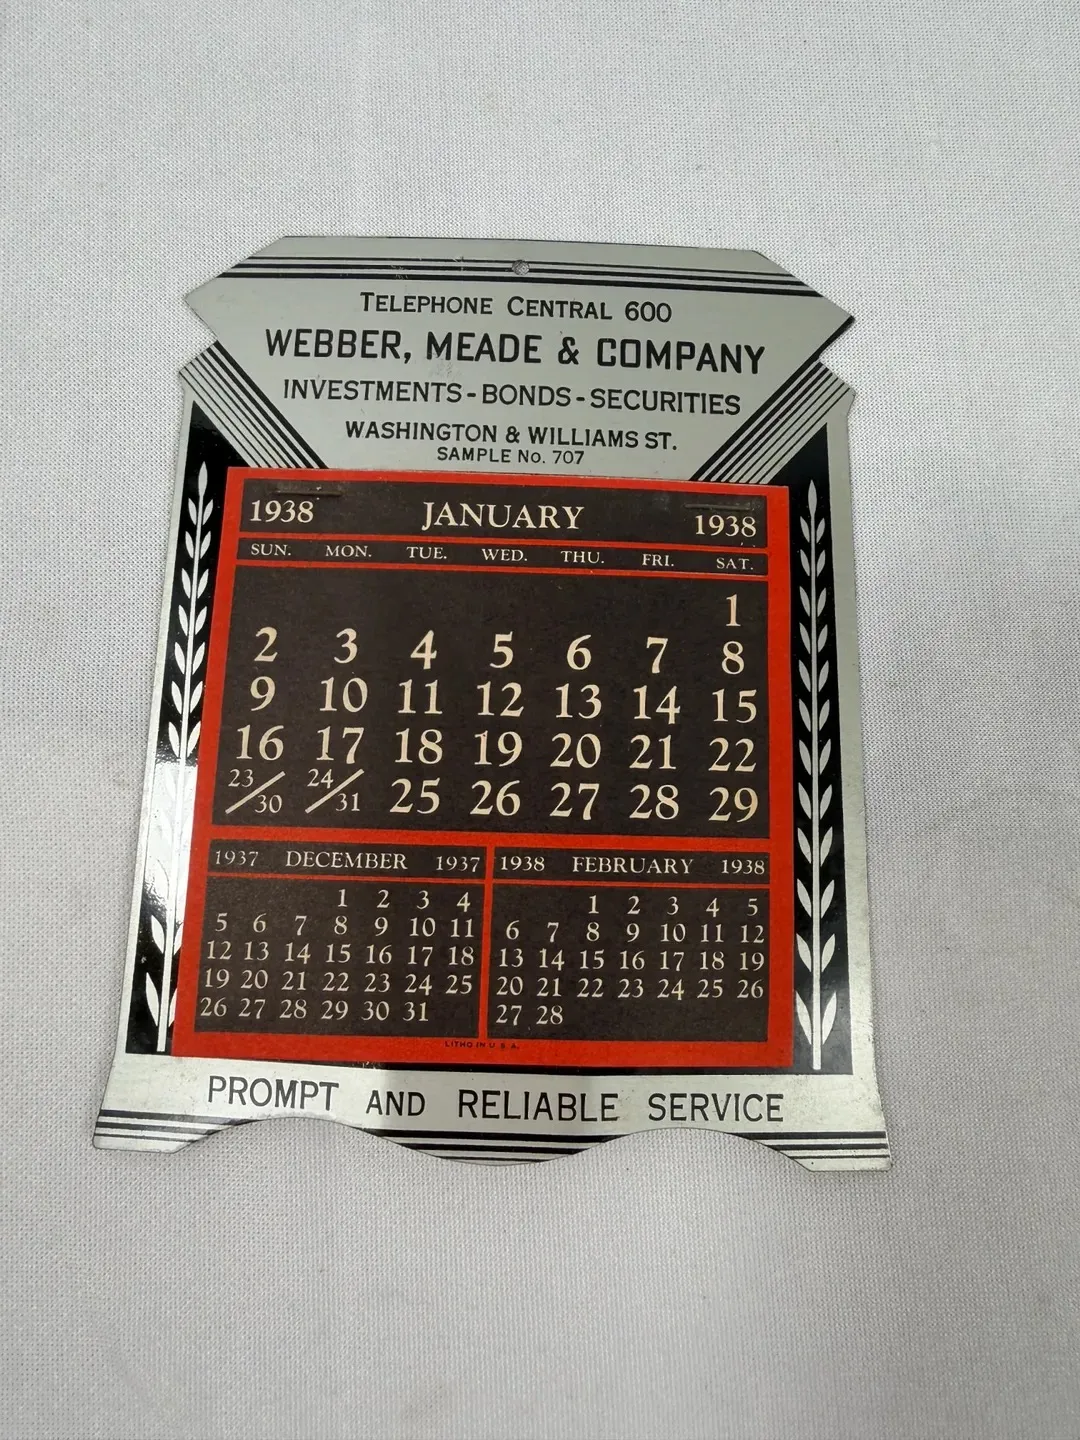 TELEPHONE CENTRAL 600
WEBBER, MEADE & COMPANY
INVESTMENTS - BONDS - SECURITIES
WASHINGTON & WILLIAMS ST.
SAMPLE No. 707
1938 JANUARY 1938
SUN. MON. TUE. WED. THU. FRI. SAT.
1
2 3 4 5 6 7 8
9 10 11 12 13 14 15
16 17 18 19 20 21 22
23/30 24/31 25 26 27 28 29
1937 DECEMBER 1937
1 2 3 4
5 6 7 8 9 10 11
12 13 14 15 16 17 18
19 20 21 22 23 24 25
26 27 28 29 30 31
1938 FEBRUARY 1938
1 2 3 4 5
6 7 8 9 10 11 12
13 14 15 16 17 18 19
20 21 22 23 24 25 26
27 28
LITHO IN U.S.A.
PROMPT AND RELIABLE SERVICE